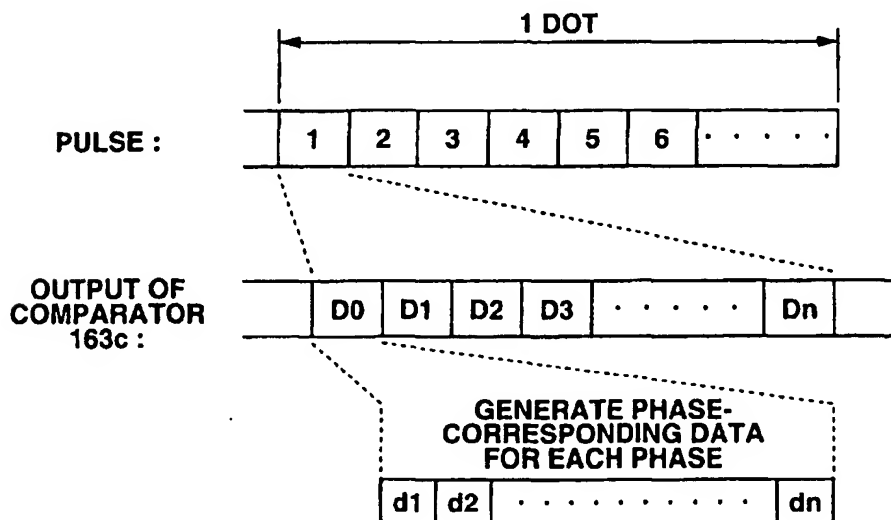 1 DOT
PULSE : 1 2 3 4 5 6 · · · · ·
OUTPUT OF
COMPARATOR
163c : D0 D1 D2 D3 · · · · · · Dn
GENERATE PHASE-
CORRESPONDING DATA
FOR EACH PHASE
d1 d2 · · · · · · · · · · dn